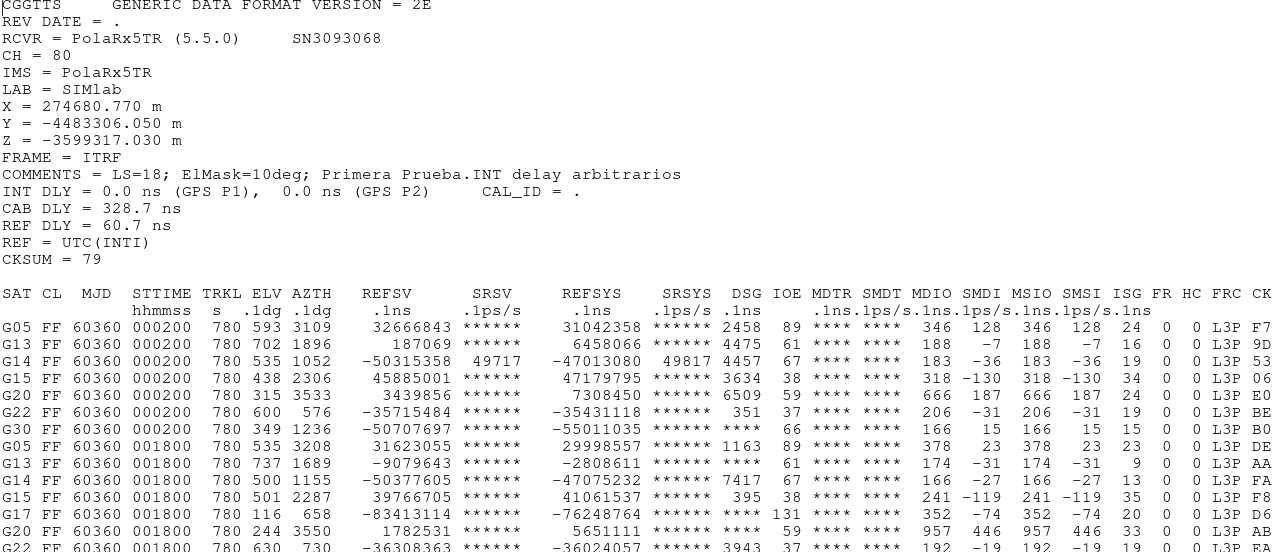 CGGTTS     GENERIC DATA FORMAT VERSION = 2E
REV DATE = .
RCVR = PolaRx5TR (5.5.0)     SN3093068
CH = 80
IMS = PolaRx5TR
LAB = SIMlab
X = 274680.770 m
Y = -4483306.050 m
Z = -3599317.030 m
FRAME = ITRF
COMMENTS = LS=18; ElMask=10deg; Primera Prueba.INT delay arbitrarios
INT DLY = 0.0 ns (GPS P1),  0.0 ns (GPS P2)     CAL_ID = .
CAB DLY = 328.7 ns
REF DLY = 60.7 ns
REF = UTC(INTI)
CKSUM = 79
SAT CL  MJD  STTIME TRKL ELV AZTH   REFSV      SRSV     REFSYS    SRSYS  DSG IOE MDTR SMDT MDIO SMDI MSIO SMSI ISG FR HC FRC CK
hhmmss  s  .1dg .1dg    .1ns     .1ps/s     .1ns    .1ps/s .1ns     .1ns.1ps/s.1ns.1ps/s.1ns.1ps/s.1ns
G05 FF 60360 000200 780 593 3109 32666843 ****** 31042358 ****** 2458 89 **** **** 346 128 346 128 24 0 0 L3P F7
G13 FF 60360 000200 780 702 1896 187069 ****** 6458066 ****** 4475 61 **** **** 188 -7 188 -7 16 0 0 L3P 9D
G14 FF 60360 000200 780 535 1052 -50315358 49717 -47013080 49817 4457 67 **** **** 183 -36 183 -36 19 0 0 L3P 53
G15 FF 60360 000200 780 438 2306 45885001 ****** 47179795 ****** 3634 38 **** **** 318 -130 318 -130 34 0 0 L3P 06
G20 FF 60360 000200 780 315 3533 3439856 ****** 7308450 ****** 6509 59 **** **** 666 187 666 187 24 0 0 L3P E0
G22 FF 60360 000200 780 600 576 -35715484 ****** -35431118 ****** 351 37 **** **** 206 -31 206 -31 19 0 0 L3P BE
G30 FF 60360 000200 780 349 1236 -50707697 ****** -55011035 ****** **** 66 **** **** 166 15 166 15 15 0 0 L3P B0
G05 FF 60360 001800 780 535 3208 31623055 ****** 29998557 ****** 1163 89 **** **** 378 23 378 23 23 0 0 L3P DE
G13 FF 60360 001800 780 737 1689 -9079643 ****** -2808611 ****** **** 61 **** **** 174 -31 174 -31 9 0 0 L3P AA
G14 FF 60360 001800 780 500 1155 -50377605 ****** -47075232 ****** 7417 67 **** **** 166 -27 166 -27 13 0 0 L3P FA
G15 FF 60360 001800 780 501 2287 39766705 ****** 41061537 ****** 395 38 **** **** 241 -119 241 -119 35 0 0 L3P F8
G17 FF 60360 001800 780 116 658 -83413114 ****** -76248764 ****** **** 131 **** **** 352 -74 352 -74 20 0 0 L3P D6
G20 FF 60360 001800 780 244 3550 1782531 ****** 5651111 ****** **** 59 **** **** 957 446 957 446 33 0 0 L3P AB
G22 FF 60360 001800 780 630 730 -36308363 ****** -36024057 ****** 3943 37 **** **** 192 -19 192 -19 19 0 0 L3P EA